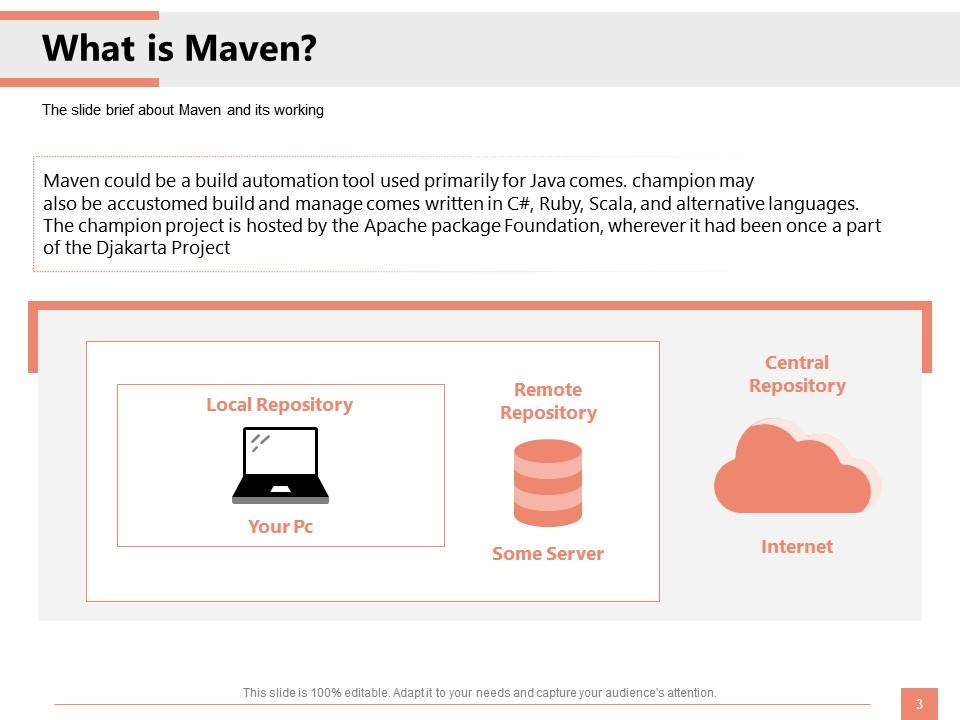 What is Maven?
The slide brief about Maven and its working
Maven could be a build automation tool used primarily for Java comes. champion may
also be accustomed build and manage comes written in C#, Ruby, Scala, and alternative languages.
The champion project is hosted by the Apache package Foundation, wherever it had been once a part
of the Djakarta Project
Local Repository
Your Pc
Remote
Repository
Some Server
Central
Repository
Internet
This slide is 100% editable. Adapt it to your needs and capture your audience's attention.
3